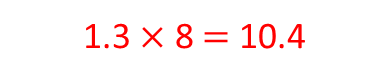 1.3 × 8 = 10.4